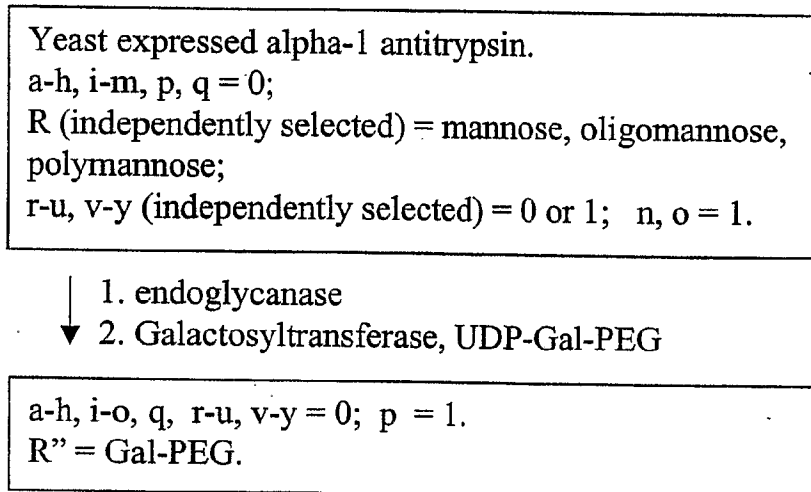 Yeast expressed alpha-1 antitrypsin.
a-h, i-m, p, q = 0;
R (independently selected) = mannose, oligomannose,
polymannose;
r-u, v-y (independently selected) = 0 or 1; n, o = 1.
1. endoglycanase
2. Galactosyltransferase, UDP-Gal-PEG
a-h, i-o, q, r-u, v-y = 0; p = 1.
R” = Gal-PEG.